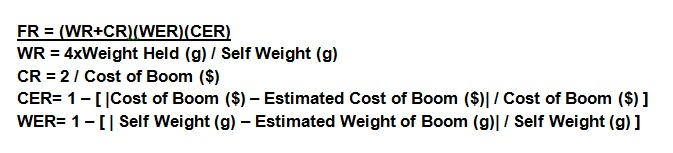 FR = (WR+CR)(WER)(CER)
WR = 4xWeight Held (g) / Self Weight (g)
CR = 2 / Cost of Boom ($)
CER= 1 – [ |Cost of Boom ($) – Estimated Cost of Boom ($)| / Cost of Boom ($) ]
WER= 1 – [ | Self Weight (g) – Estimated Weight of Boom (g)| / Self Weight (g) ]